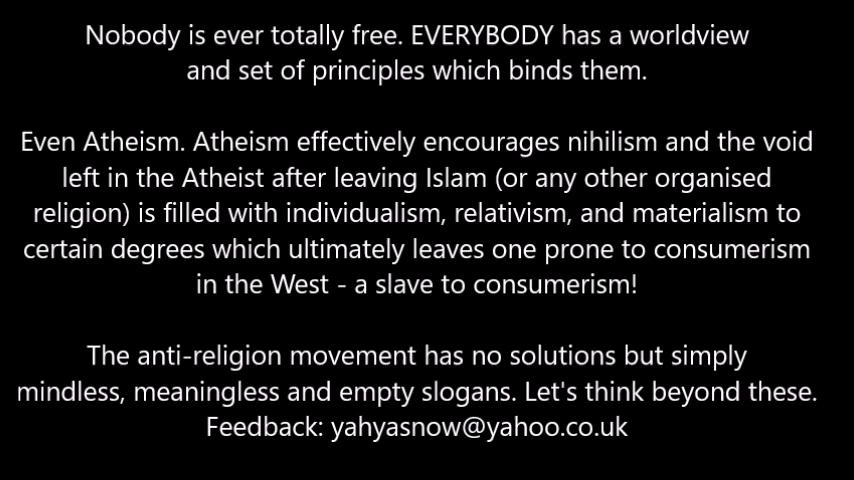 Nobody is ever totally free. EVERYBODY has a worldview
and set of principles which binds them.
Even Atheism. Atheism effectively encourages nihilism and the void
left in the Atheist after leaving Islam (or any other organised
religion) is filled with individualism, relativism, and materialism to
certain degrees which ultimately leaves one prone to consumerism
in the West - a slave to consumerism!
The anti-religion movement has no solutions but simply
mindless, meaningless and empty slogans. Let's think beyond these.
Feedback: yahyasnow@yahoo.co.uk